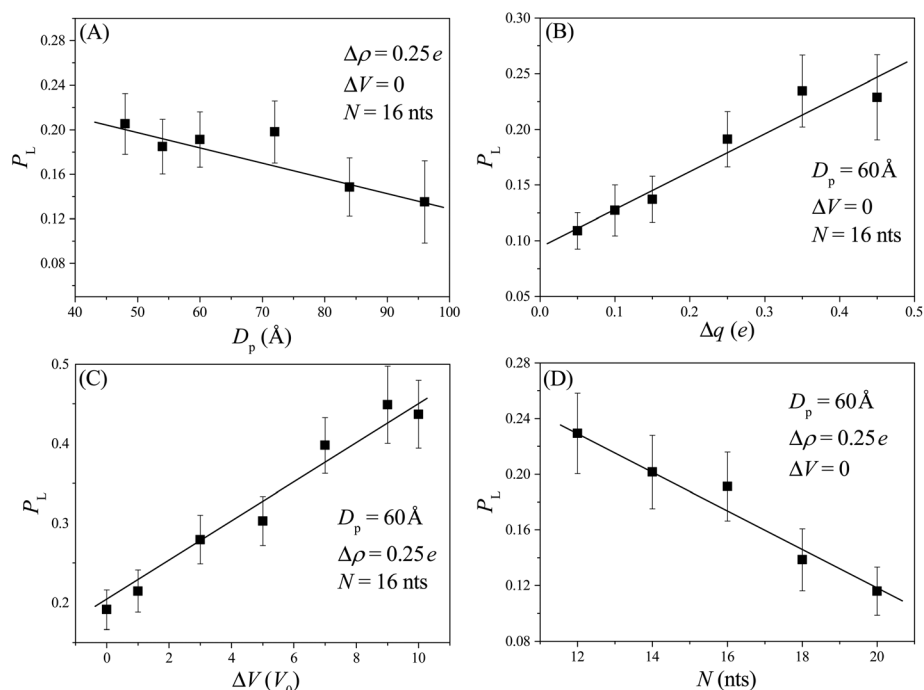 (A)
Δρ = 0.25 e
ΔV = 0
N = 16 nts
0.28
0.24
0.20
0.16
0.12
0.08
P_L
40 50 60 70 80 90 100
D_p (Å)
(B)
0.30
0.25
0.20
0.15
0.10
0.05
P_L
D_p = 60 Å
ΔV = 0
N = 16 nts
0.0 0.1 0.2 0.3 0.4 0.5
Δq (e)
(C)
0.5
0.4
0.3
0.2
P_L
D_p = 60 Å
Δρ = 0.25 e
N = 16 nts
0 2 4 6 8 10
ΔV (V_0)
(D)
D_p = 60 Å
Δρ = 0.25 e
ΔV = 0
0.28
0.24
0.20
0.16
0.12
0.08
P_L
12 14 16 18 20
N (nts)